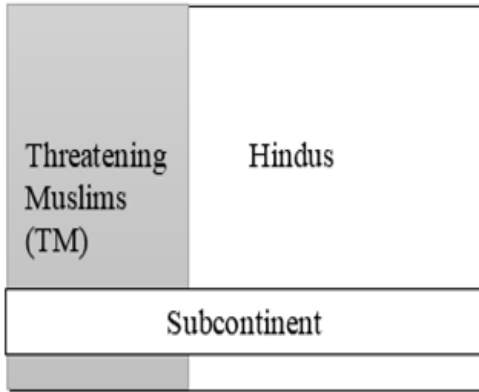 Threatening
Muslims
(TM)
Hindus
Subcontinent